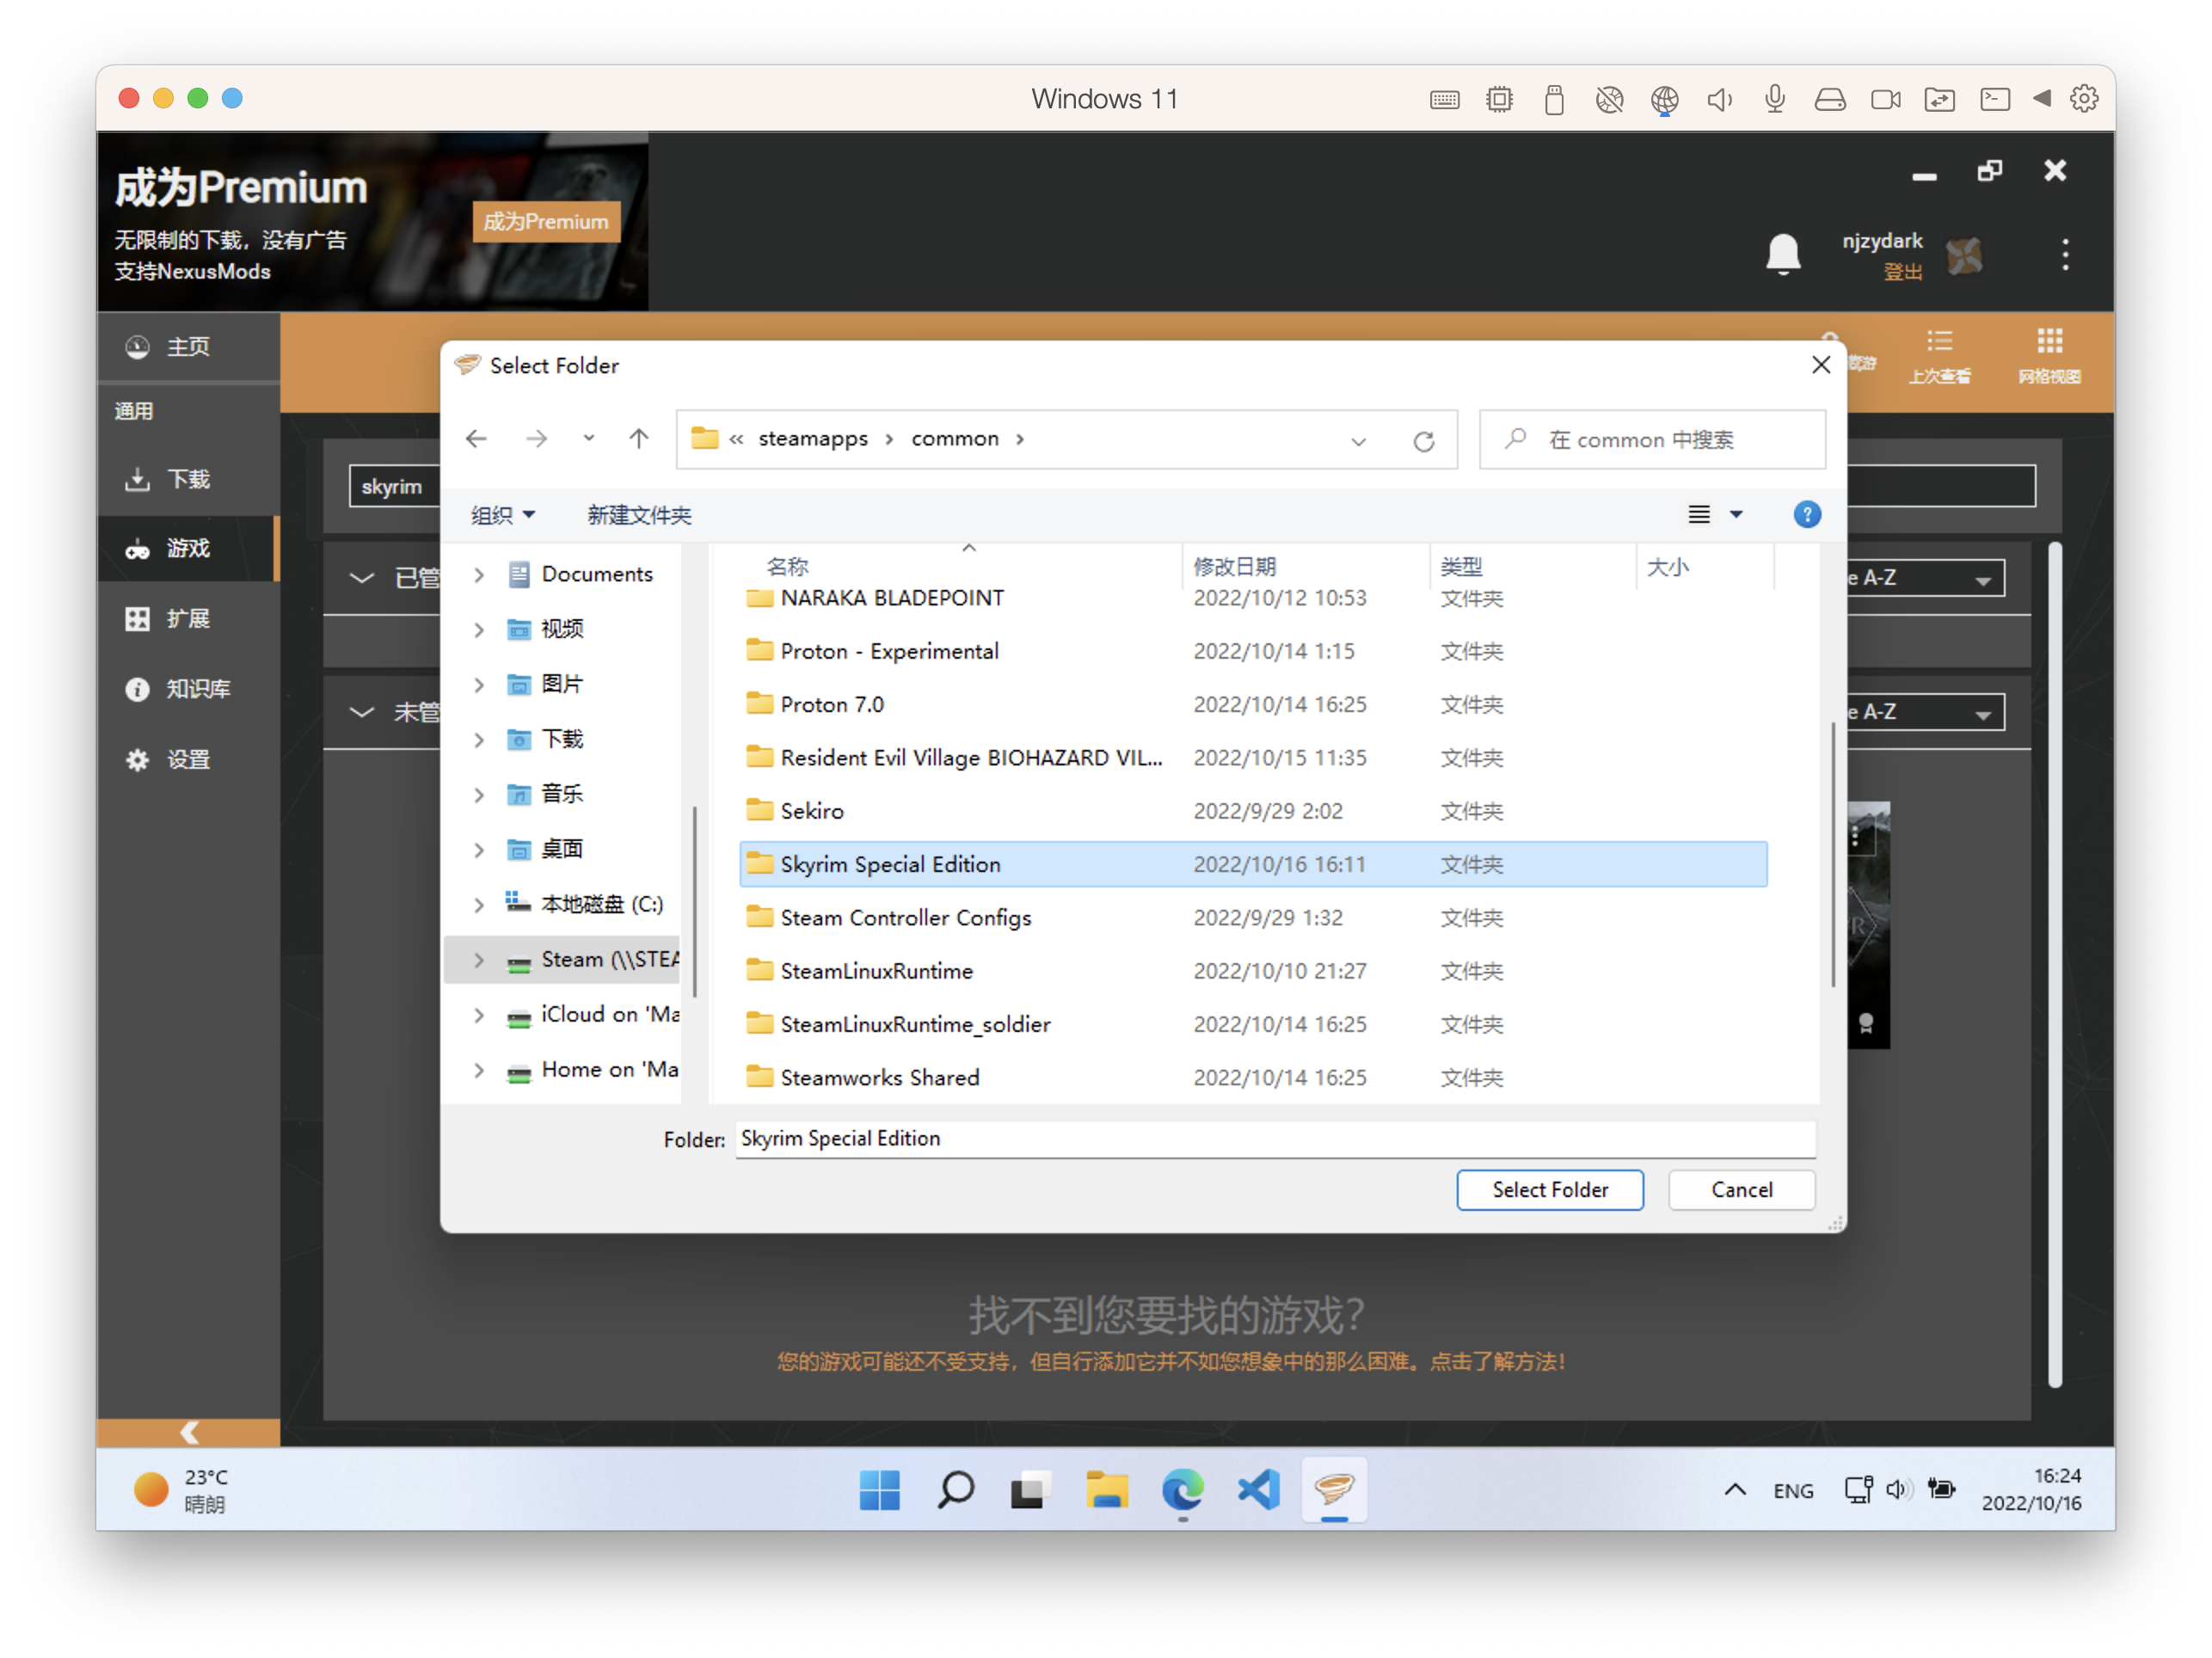 Windows 11
成为Premium
无限制的下载，没有广告
支持NexusMods
成为Premium
njzydark
登出
主页
通用
下载
游戏
扩展
知识库
设置
上次查看
网格视图
skyrim
已管
e A-Z
未管
e A-Z
Select Folder
« steamapps > common >
在 common 中搜索
组织
新建文件夹
Documents
视频
图片
下载
音乐
桌面
本地磁盘 (C:)
Steam (\\STEA
iCloud on 'Ma
Home on 'Ma
名称 修改日期 类型 大小
NARAKA BLADEPOINT 2022/10/12 10:53 文件夹
Proton - Experimental 2022/10/14 1:15 文件夹
Proton 7.0 2022/10/14 16:25 文件夹
Resident Evil Village BIOHAZARD VIL... 2022/10/15 11:35 文件夹
Sekiro 2022/9/29 2:02 文件夹
Skyrim Special Edition 2022/10/16 16:11 文件夹
Steam Controller Configs 2022/9/29 1:32 文件夹
SteamLinuxRuntime 2022/10/10 21:27 文件夹
SteamLinuxRuntime_soldier 2022/10/14 16:25 文件夹
Steamworks Shared 2022/10/14 16:25 文件夹
Folder: Skyrim Special Edition
Select Folder
Cancel
找不到您要找的游戏？
您的游戏可能还不受支持，但自行添加它并不如您想象中的那么困难。点击了解方法！
23°C
晴朗
ENG
16:24
2022/10/16